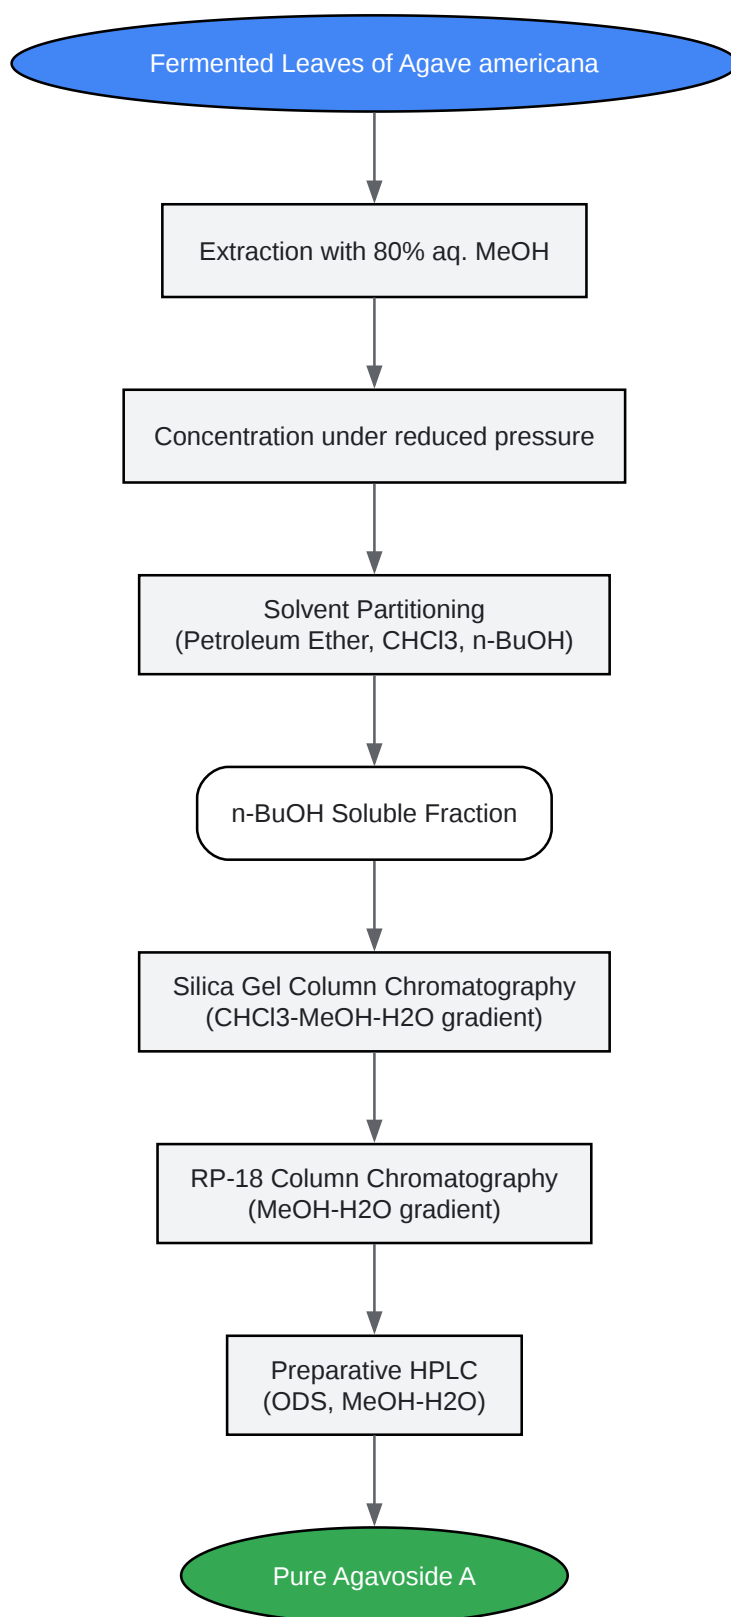 Fermented Leaves of Agave americana
Extraction with 80% aq. MeOH
Concentration under reduced pressure
Solvent Partitioning
(Petroleum Ether, CHCl3, n-BuOH)
n-BuOH Soluble Fraction
Silica Gel Column Chromatography
(CHCl3-MeOH-H2O gradient)
RP-18 Column Chromatography
(MeOH-H2O gradient)
Preparative HPLC
(ODS, MeOH-H2O)
Pure Agavoside A